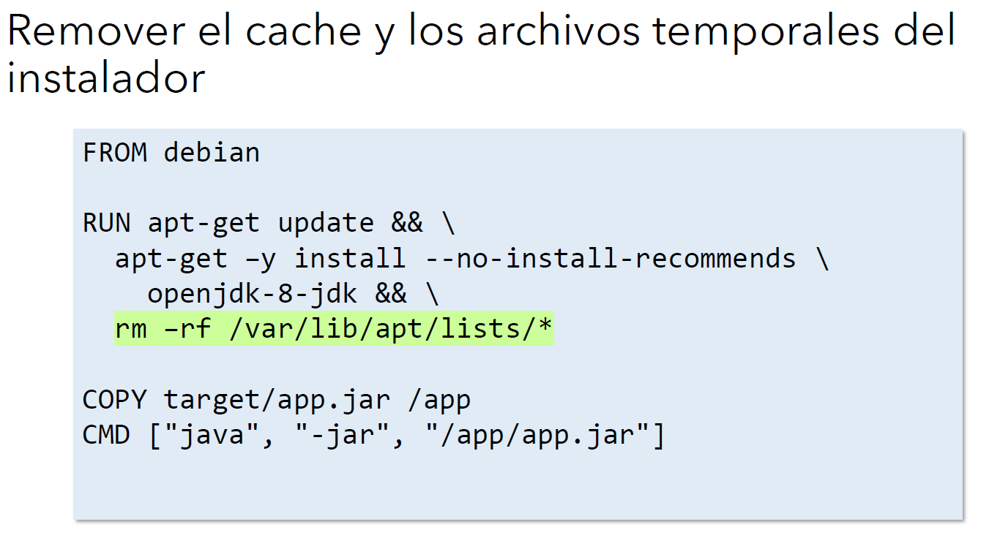 Remover el cache y los archivos temporales del
instalador
FROM debian
RUN apt-get update && \
apt-get –y install --no-install-recommends \
openjdk-8-jdk && \
rm –rf /var/lib/apt/lists/*
COPY target/app.jar /app
CMD ["java", "-jar", "/app/app.jar"]